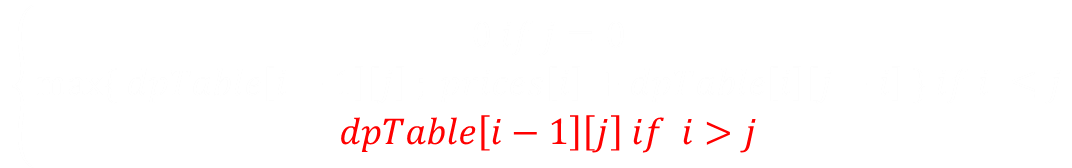 dpTable[i − 1][j] if i > j